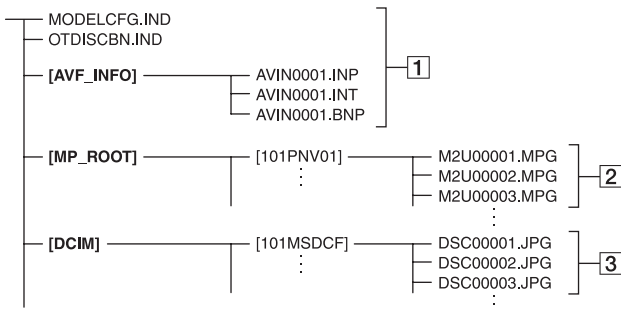 MODELCFG.IND
OTDISCBN.IND
[AVF_INFO] AVIN0001.INP
AVIN0001.INT
AVIN0001.BNP
1
[MP_ROOT] [101PNV01] M2U00001.MPG
M2U00002.MPG
M2U00003.MPG
2
[DCIM] [101MSDCF] DSC00001.JPG
DSC00002.JPG
DSC00003.JPG
3